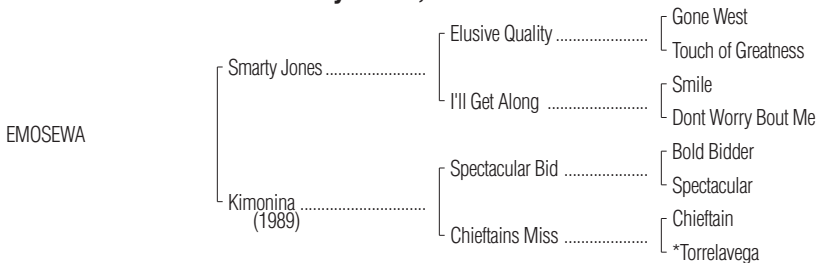 Gone West
Elusive Quality ....................
Touch of Greatness
Smarty Jones ......................
Smile
I'll Get Along ....................
Dont Worry Bout Me
EMOSEWA
Bold Bidder
Spectacular Bid ..................
Spectacular
Kimonina ............................
(1989)
Chieftain
Chieftains Miss ..................
*Torrelavega